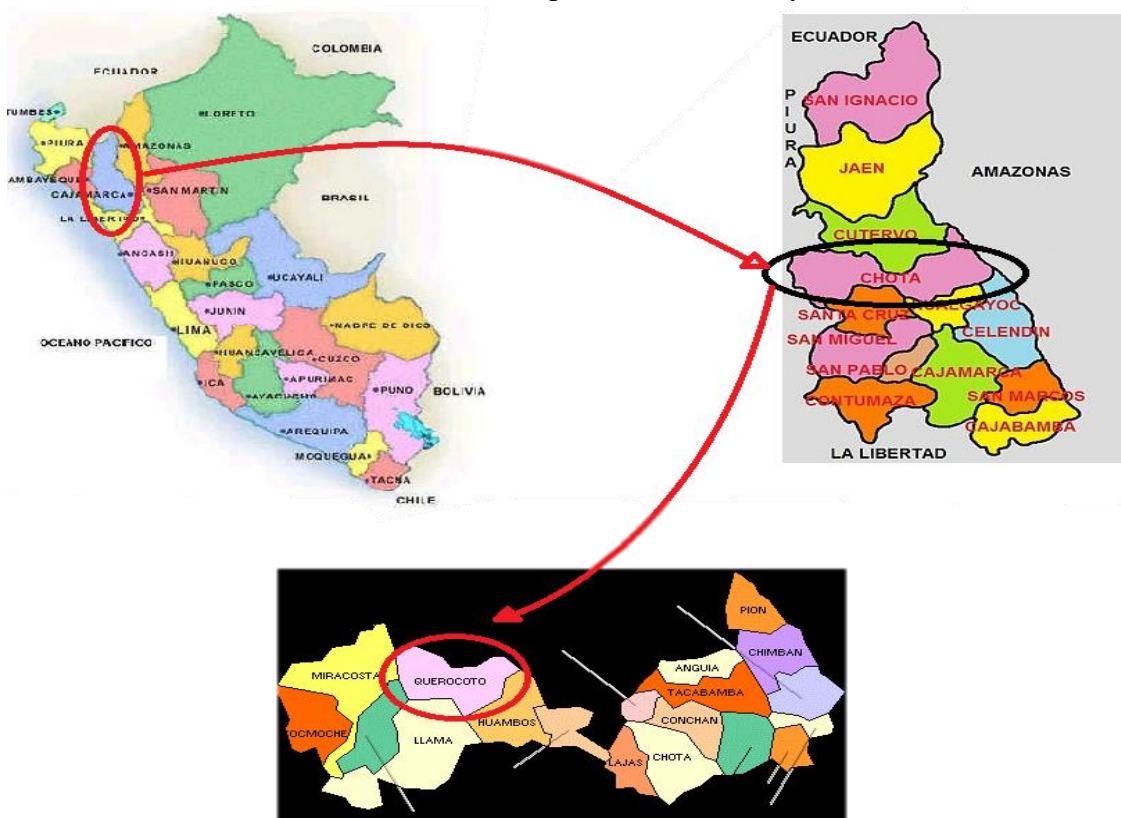 COLOMBIA
ECUADOR
TUMBES
LORETO
PIURA
AMAZONAS
AMBAYEQUE
SAN MARTIN
CAJAMARCA
BRASIL
LA LIBERTAD
ANCASH
HUANUCO
UCAYALI
PASCO
JUNIN
LIMA
MADRE DE DIOS
OCEANO PACIFICO
HUANCAVELICA
CUZCO
ICA
APURIMAC
PUNO
BOLIVIA
AYACUCHO
AREQUIPA
MOQUEGUA
TACNA
CHILE
ECUADOR
SAN IGNACIO
PIURA
JAEN
AMAZONAS
CUTERVO
CHOTA
SANTA CRUZ
UALGAYOC
CELENDIN
SAN MIGUEL
SAN PABLO
CAJAMARCA
CONTUMAZA
SAN MARCOS
CAJABAMBA
LA LIBERTAD
PION
CHIMBAN
ANGUIA
MIRACOSTA
QUEROCOTO
TACABAMBA
OCMOCHE
HUAMBOS
CONCHAN
LLAMA
LAJAS
CHOTA